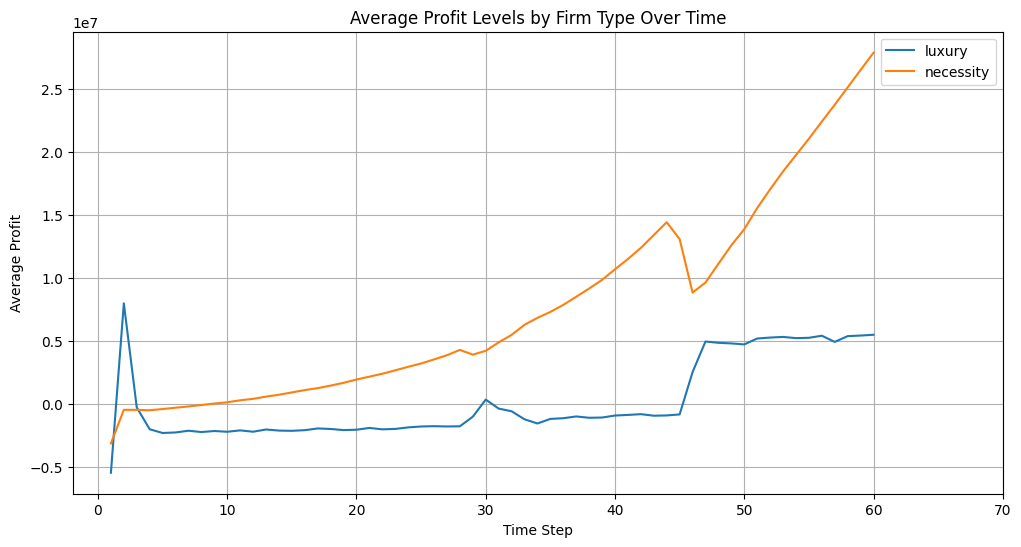 Average Profit Levels by Firm Type Over Time
1e7
luxury
necessity
2.5
2.0
1.5
1.0
0.5
0.0
−0.5
Average Profit
0 10 20 30 40 50 60 70
Time Step